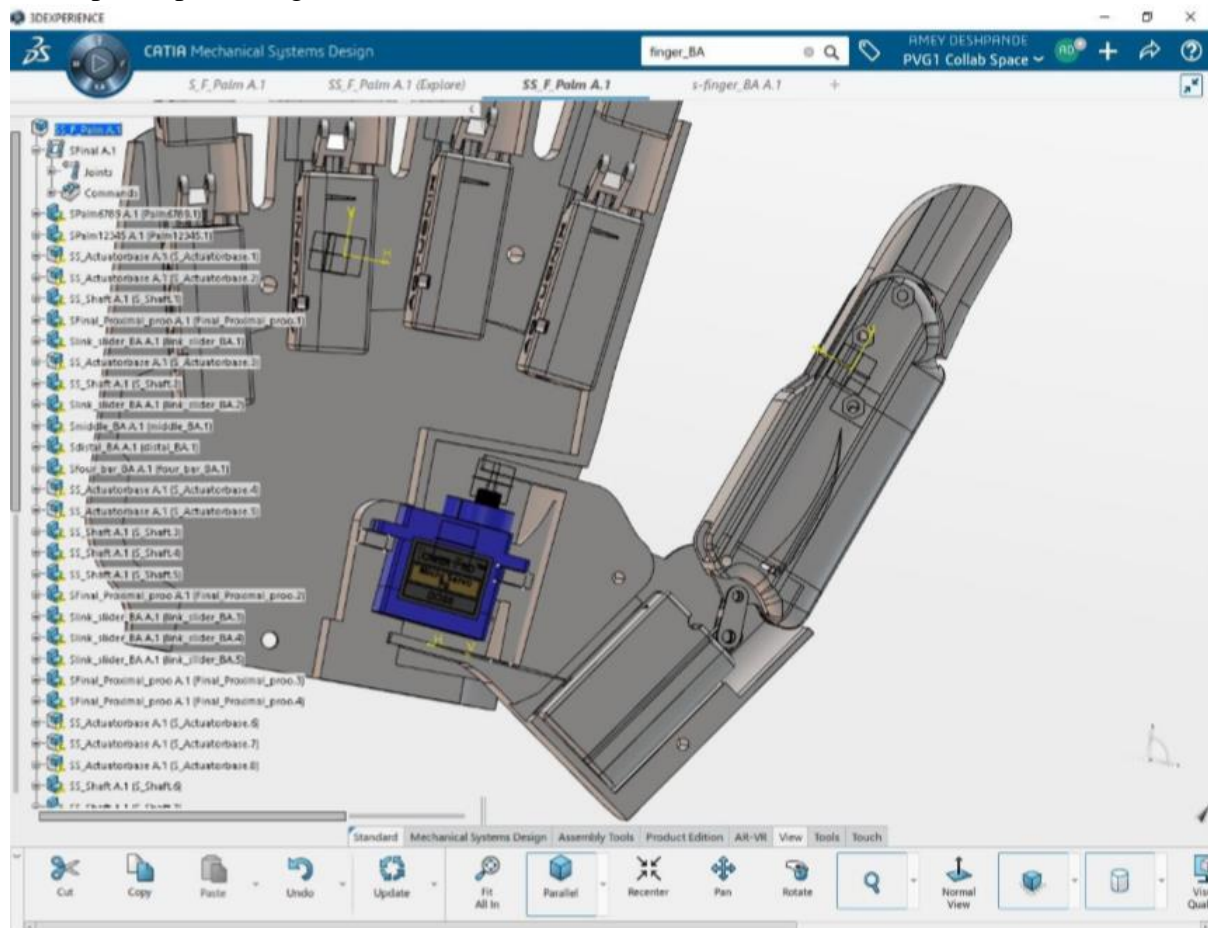 3DEXPERIENCE
CATIA Mechanical Systems Design
finger_BA
AMEY DESHPANDE
PVG1 Collab Space
S_F_Palm A.1
SS_F_Palm A.1 (Explore)
SS_F_Palm A.1
s-finger_BA A.1
SS_F_Palm A.1
SFinal A.1
Joints
Commands
SPalm6789 A.1 (Palm6789.1)
SPalm12345 A.1 (Palm12345.1)
SS_Actuatorbase A.1 (S_Actuatorbase.1)
SS_Actuatorbase A.1 (S_Actuatorbase.2)
SS_Shaft A.1 (S_Shaft.1)
SFinal_Proximal_proo A.1 (Final_Proximal_proo.1)
Slink_slider_BA A.1 (link_slider_BA.1)
SS_Actuatorbase A.1 (S_Actuatorbase.3)
SS_Shaft A.1 (S_Shaft.2)
Slink_slider_BA A.1 (link_slider_BA.2)
Smiddle_BA A.1 (middle_BA.1)
Sdistal_BA A.1 (distal_BA.1)
Sfour_bar_BA A.1 (four_bar_BA.1)
SS_Actuatorbase A.1 (S_Actuatorbase.4)
SS_Actuatorbase A.1 (S_Actuatorbase.5)
SS_Shaft A.1 (S_Shaft.3)
SS_Shaft A.1 (S_Shaft.4)
SS_Shaft A.1 (S_Shaft.5)
SFinal_Proximal_proo A.1 (Final_Proximal_proo.2)
Slink_slider_BA A.1 (link_slider_BA.3)
Slink_slider_BA A.1 (link_slider_BA.4)
Slink_slider_BA A.1 (link_slider_BA.5)
SFinal_Proximal_proo A.1 (Final_Proximal_proo.3)
SFinal_Proximal_proo A.1 (Final_Proximal_proo.4)
SS_Actuatorbase A.1 (S_Actuatorbase.6)
SS_Actuatorbase A.1 (S_Actuatorbase.7)
SS_Actuatorbase A.1 (S_Actuatorbase.8)
SS_Shaft A.1 (S_Shaft.6)
Micro Servo
H V
Standard Mechanical Systems Design Assembly Tools Product Edition AR-VR View Tools Touch
Cut Copy Paste Undo Update Fit All In Parallel Recenter Pan Rotate Normal View